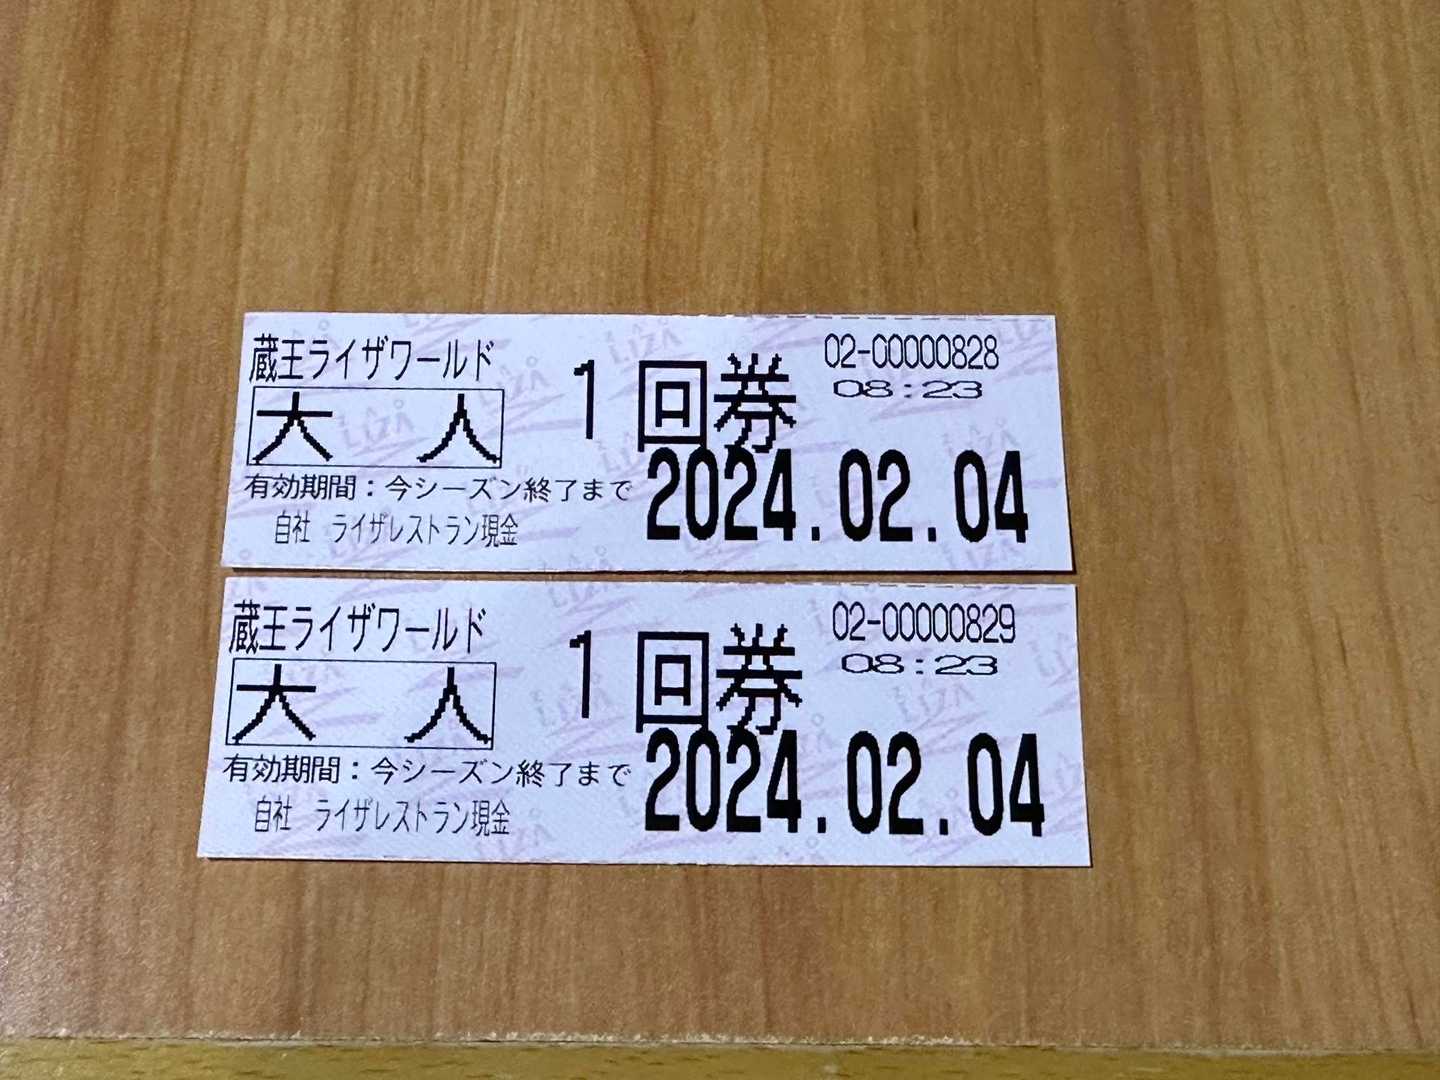 蔵王ライザワールド
1回券
02-00000828
08:23
大人
2024.02.04
有効期間:今シーズン終了まで
自社 ライザレストラン現金
蔵王ライザワールド
1回券
02-00000829
08:23
大人
2024.02.04
有効期間:今シーズン終了まで
自社 ライザレストラン現金